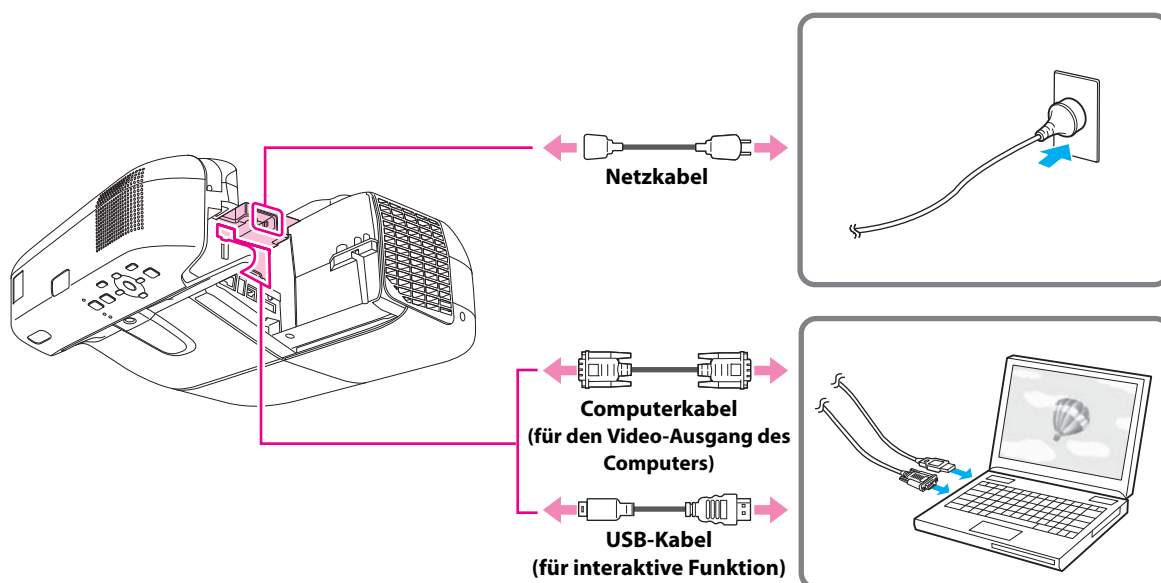 Netzkabel
Computerkabel
(für den Video-Ausgang des
Computers)
USB-Kabel
(für interaktive Funktion)